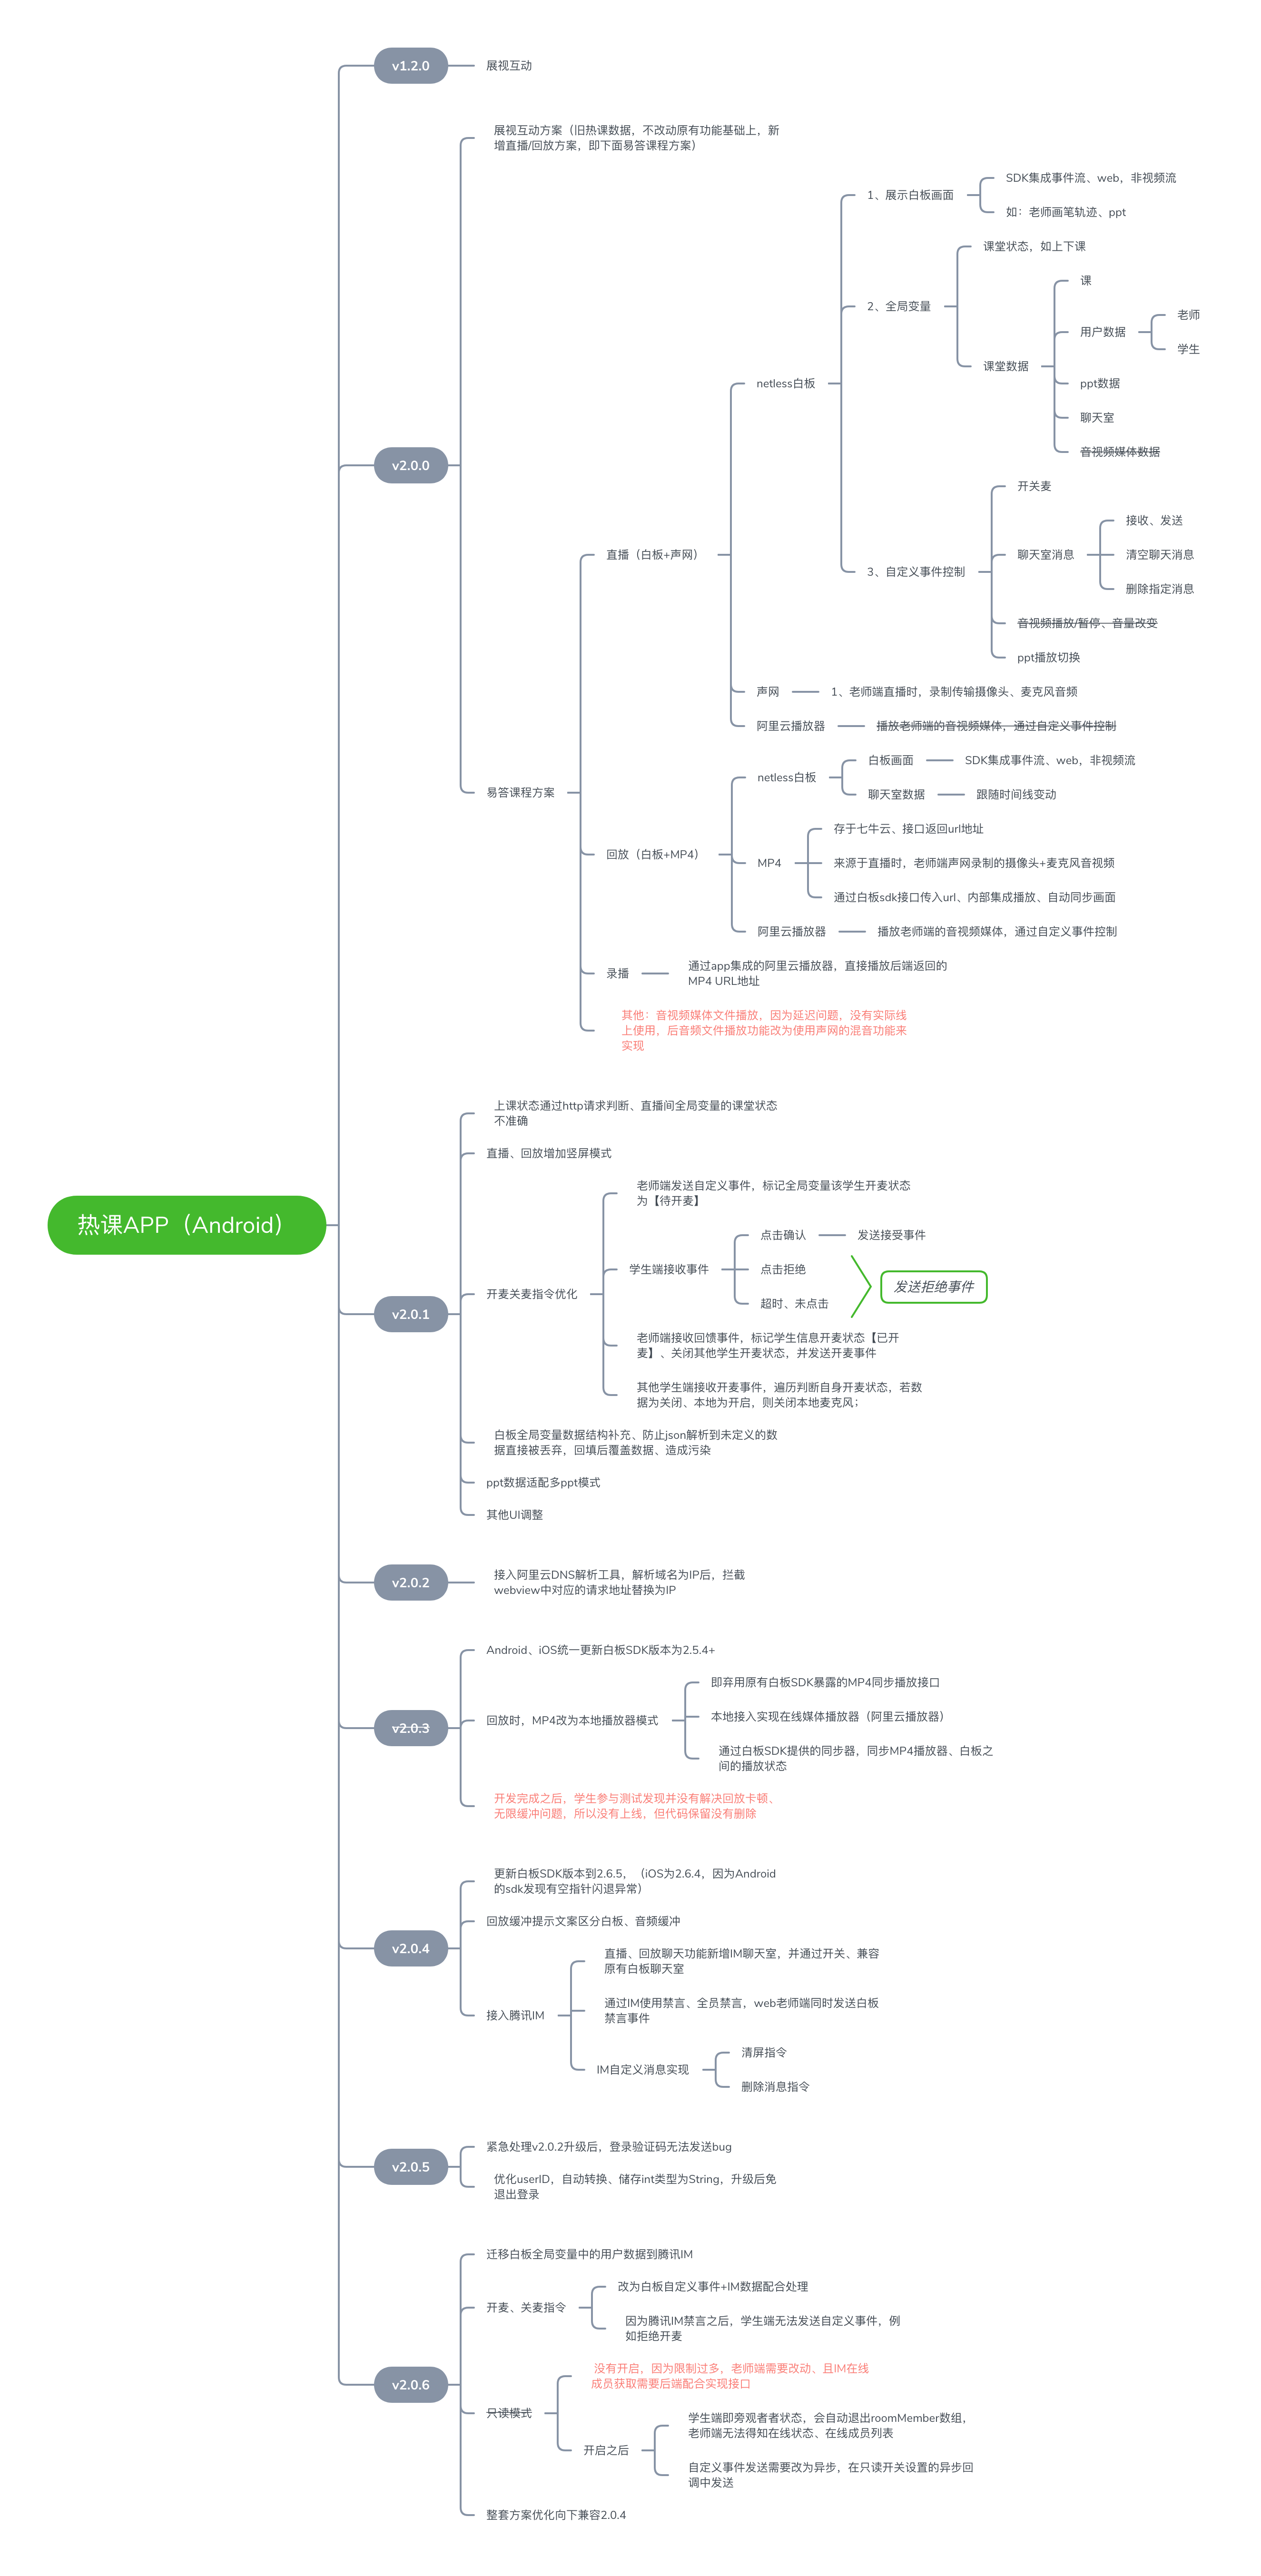 热课APP（Android）
v1.2.0
展视互动
v2.0.0
展视互动方案（旧热课数据，不改动原有功能基础上，新
增直播/回放方案，即下面易答课程方案）
易答课程方案
直播（白板+声网）
netless白板
1、展示白板画面
SDK集成事件流、web，非视频流
如：老师画笔轨迹、ppt
2、全局变量
课堂状态，如上下课
课堂数据
课
用户数据
老师
学生
ppt数据
聊天室
音视频媒体数据
3、自定义事件控制
开关麦
聊天室消息
接收、发送
清空聊天消息
删除指定消息
音视频播放/暂停、音量改变
ppt播放切换
声网
1、老师端直播时，录制传输摄像头、麦克风音频
阿里云播放器
播放老师端的音视频媒体，通过自定义事件控制
回放（白板+MP4）
netless白板
白板画面
SDK集成事件流、web，非视频流
聊天室数据
跟随时间线变动
MP4
存于七牛云、接口返回url地址
来源于直播时，老师端声网录制的摄像头+麦克风音视频
通过白板sdk接口传入url、内部集成播放、自动同步画面
阿里云播放器
播放老师端的音视频媒体，通过自定义事件控制
录播
通过app集成的阿里云播放器，直接播放后端返回的
MP4 URL地址
其他：音视频媒体文件播放，因为延迟问题，没有实际线
上使用，后音频文件播放功能改为使用声网的混音功能来
实现
v2.0.1
上课状态通过http请求判断、直播间全局变量的课堂状态
不准确
直播、回放增加竖屏模式
开麦关麦指令优化
老师端发送自定义事件，标记全局变量该学生开麦状态
为【待开麦】
学生端接收事件
点击确认
发送接受事件
点击拒绝
超时、未点击
发送拒绝事件
老师端接收回馈事件，标记学生信息开麦状态【已开
麦】、关闭其他学生开麦状态，并发送开麦事件
其他学生端接收开麦事件，遍历判断自身开麦状态，若数
据为关闭、本地为开启，则关闭本地麦克风；
白板全局变量数据结构补充、防止json解析到未定义的数
据直接被丢弃，回填后覆盖数据、造成污染
ppt数据适配多ppt模式
其他UI调整
v2.0.2
接入阿里云DNS解析工具，解析域名为IP后，拦截
webview中对应的请求地址替换为IP
v2.0.3
Android、iOS统一更新白板SDK版本为2.5.4+
回放时，MP4改为本地播放器模式
即弃用原有白板SDK暴露的MP4同步播放接口
本地接入实现在线媒体播放器（阿里云播放器）
通过白板SDK提供的同步器，同步MP4播放器、白板之
间的播放状态
开发完成之后，学生参与测试发现并没有解决回放卡顿、
无限缓冲问题，所以没有上线，但代码保留没有删除
v2.0.4
更新白板SDK版本到2.6.5，（iOS为2.6.4，因为Android
的sdk发现有空指针闪退异常）
回放缓冲提示文案区分白板、音频缓冲
接入腾讯IM
直播、回放聊天功能新增IM聊天室，并通过开关、兼容
原有白板聊天室
通过IM使用禁言、全员禁言，web老师端同时发送白板
禁言事件
IM自定义消息实现
清屏指令
删除消息指令
v2.0.5
紧急处理v2.0.2升级后，登录验证码无法发送bug
优化userID，自动转换、储存int类型为String，升级后免
退出登录
v2.0.6
迁移白板全局变量中的用户数据到腾讯IM
开麦、关麦指令
改为白板自定义事件+IM数据配合处理
因为腾讯IM禁言之后，学生端无法发送自定义事件，例
如拒绝开麦
只读模式
没有开启，因为限制过多，老师端需要改动、且IM在线
成员获取需要后端配合实现接口
开启之后
学生端即旁观者者状态，会自动退出roomMember数组，
老师端无法得知在线状态、在线成员列表
自定义事件发送需要改为异步，在只读开关设置的异步回
调中发送
整套方案优化向下兼容2.0.4